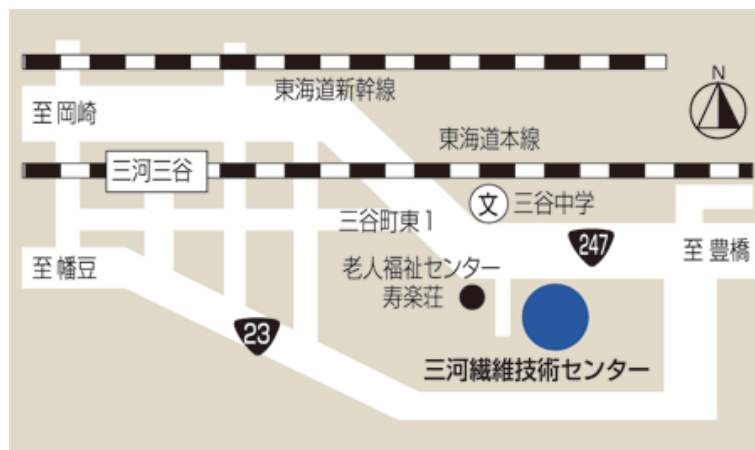 東海道新幹線
N
至岡崎
東海道本線
三河三谷
文 三谷中学
三谷町東1
247
至豊橋
至幡豆
老人福祉センター
寿楽荘
23
三河繊維技術センター